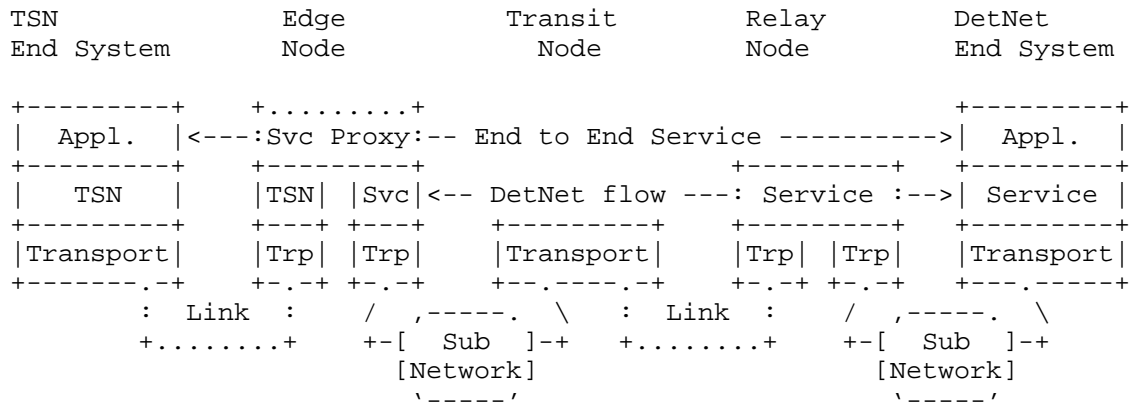 TSN                Edge            Transit          Relay          DetNet
End System         Node            Node             Node           End System
|  Appl.  |<---:Svc Proxy:-- End to End Service ---------->|  Appl.  |
|   TSN   |     |TSN| |Svc|<-- DetNet flow ---: Service :-->| Service |
|Transport|     |Trp| |Trp|     |Transport|     |Trp| |Trp|     |Transport|
:  Link  :     /  ,-----.  \   :  Link  :     /  ,-----.  \
+........+     +-[  Sub  ]-+   +........+     +-[  Sub  ]-+
[Network]                     [Network]